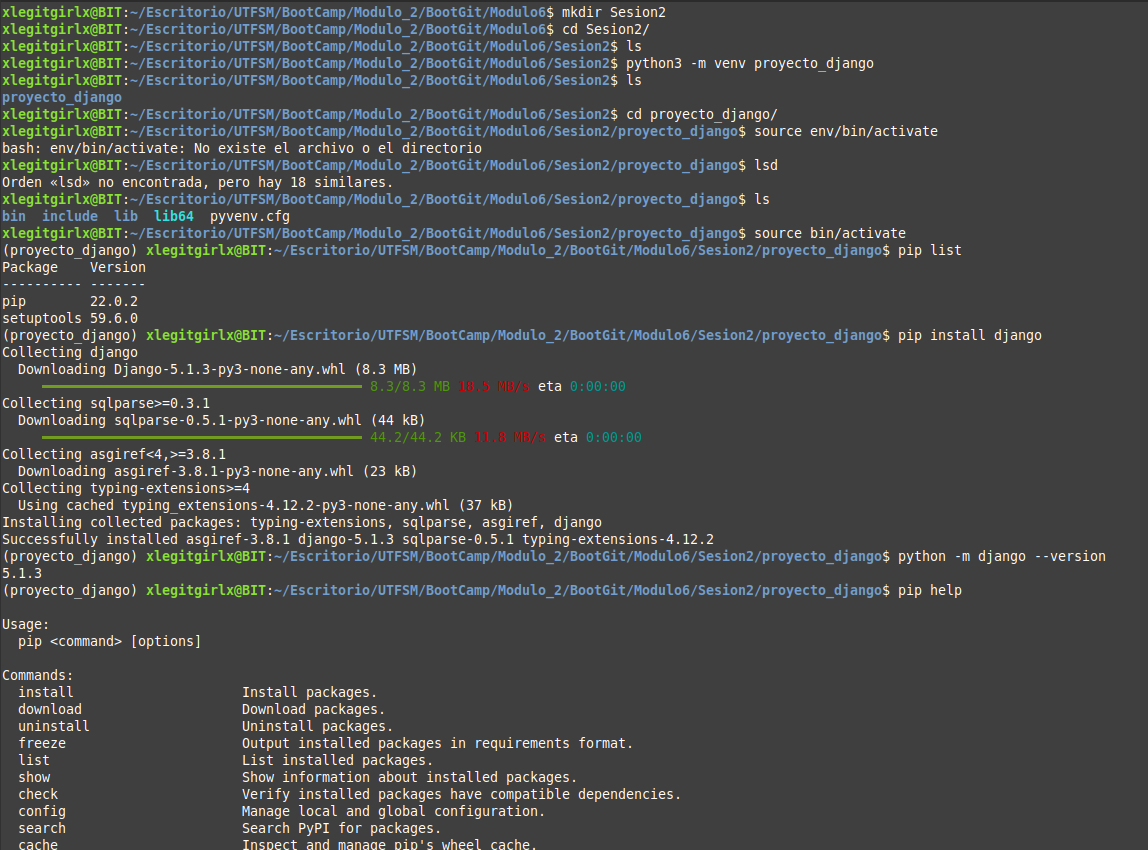 xlegitgirlx@BIT:~/Escritorio/UTFSM/BootCamp/Modulo_2/BootGit/Modulo6$ mkdir Sesion2
xlegitgirlx@BIT:~/Escritorio/UTFSM/BootCamp/Modulo_2/BootGit/Modulo6$ cd Sesion2/
xlegitgirlx@BIT:~/Escritorio/UTFSM/BootCamp/Modulo_2/BootGit/Modulo6/Sesion2$ ls
xlegitgirlx@BIT:~/Escritorio/UTFSM/BootCamp/Modulo_2/BootGit/Modulo6/Sesion2$ python3 -m venv proyecto_django
xlegitgirlx@BIT:~/Escritorio/UTFSM/BootCamp/Modulo_2/BootGit/Modulo6/Sesion2$ ls
proyecto_django
xlegitgirlx@BIT:~/Escritorio/UTFSM/BootCamp/Modulo_2/BootGit/Modulo6/Sesion2$ cd proyecto_django/
xlegitgirlx@BIT:~/Escritorio/UTFSM/BootCamp/Modulo_2/BootGit/Modulo6/Sesion2/proyecto_django$ source env/bin/activate
bash: env/bin/activate: No existe el archivo o el directorio
xlegitgirlx@BIT:~/Escritorio/UTFSM/BootCamp/Modulo_2/BootGit/Modulo6/Sesion2/proyecto_django$ lsd
Orden «lsd» no encontrada, pero hay 18 similares.
xlegitgirlx@BIT:~/Escritorio/UTFSM/BootCamp/Modulo_2/BootGit/Modulo6/Sesion2/proyecto_django$ ls
bin  include  lib  lib64  pyvenv.cfg
xlegitgirlx@BIT:~/Escritorio/UTFSM/BootCamp/Modulo_2/BootGit/Modulo6/Sesion2/proyecto_django$ source bin/activate
(proyecto_django) xlegitgirlx@BIT:~/Escritorio/UTFSM/BootCamp/Modulo_2/BootGit/Modulo6/Sesion2/proyecto_django$ pip list
Package    Version
---------- -------
pip        22.0.2
setuptools 59.6.0
(proyecto_django) xlegitgirlx@BIT:~/Escritorio/UTFSM/BootCamp/Modulo_2/BootGit/Modulo6/Sesion2/proyecto_django$ pip install django
Collecting django
  Downloading Django-5.1.3-py3-none-any.whl (8.3 MB)
8.3/8.3 MB 10.5 MB/s eta 0:00:00
Collecting sqlparse>=0.3.1
  Downloading sqlparse-0.5.1-py3-none-any.whl (44 kB)
44.2/44.2 KB 11.8 MB/s eta 0:00:00
Collecting asgiref<4,>=3.8.1
  Downloading asgiref-3.8.1-py3-none-any.whl (23 kB)
Collecting typing-extensions>=4
  Using cached typing_extensions-4.12.2-py3-none-any.whl (37 kB)
Installing collected packages: typing-extensions, sqlparse, asgiref, django
Successfully installed asgiref-3.8.1 django-5.1.3 sqlparse-0.5.1 typing-extensions-4.12.2
(proyecto_django) xlegitgirlx@BIT:~/Escritorio/UTFSM/BootCamp/Modulo_2/BootGit/Modulo6/Sesion2/proyecto_django$ python -m django --version
5.1.3
(proyecto_django) xlegitgirlx@BIT:~/Escritorio/UTFSM/BootCamp/Modulo_2/BootGit/Modulo6/Sesion2/proyecto_django$ pip help
Usage:
  pip <command> [options]
Commands:
  install                     Install packages.
  download                    Download packages.
  uninstall                   Uninstall packages.
  freeze                      Output installed packages in requirements format.
  list                        List installed packages.
  show                        Show information about installed packages.
  check                       Verify installed packages have compatible dependencies.
  config                      Manage local and global configuration.
  search                      Search PyPI for packages.
  cache                       Inspect and manage pip's wheel cache.